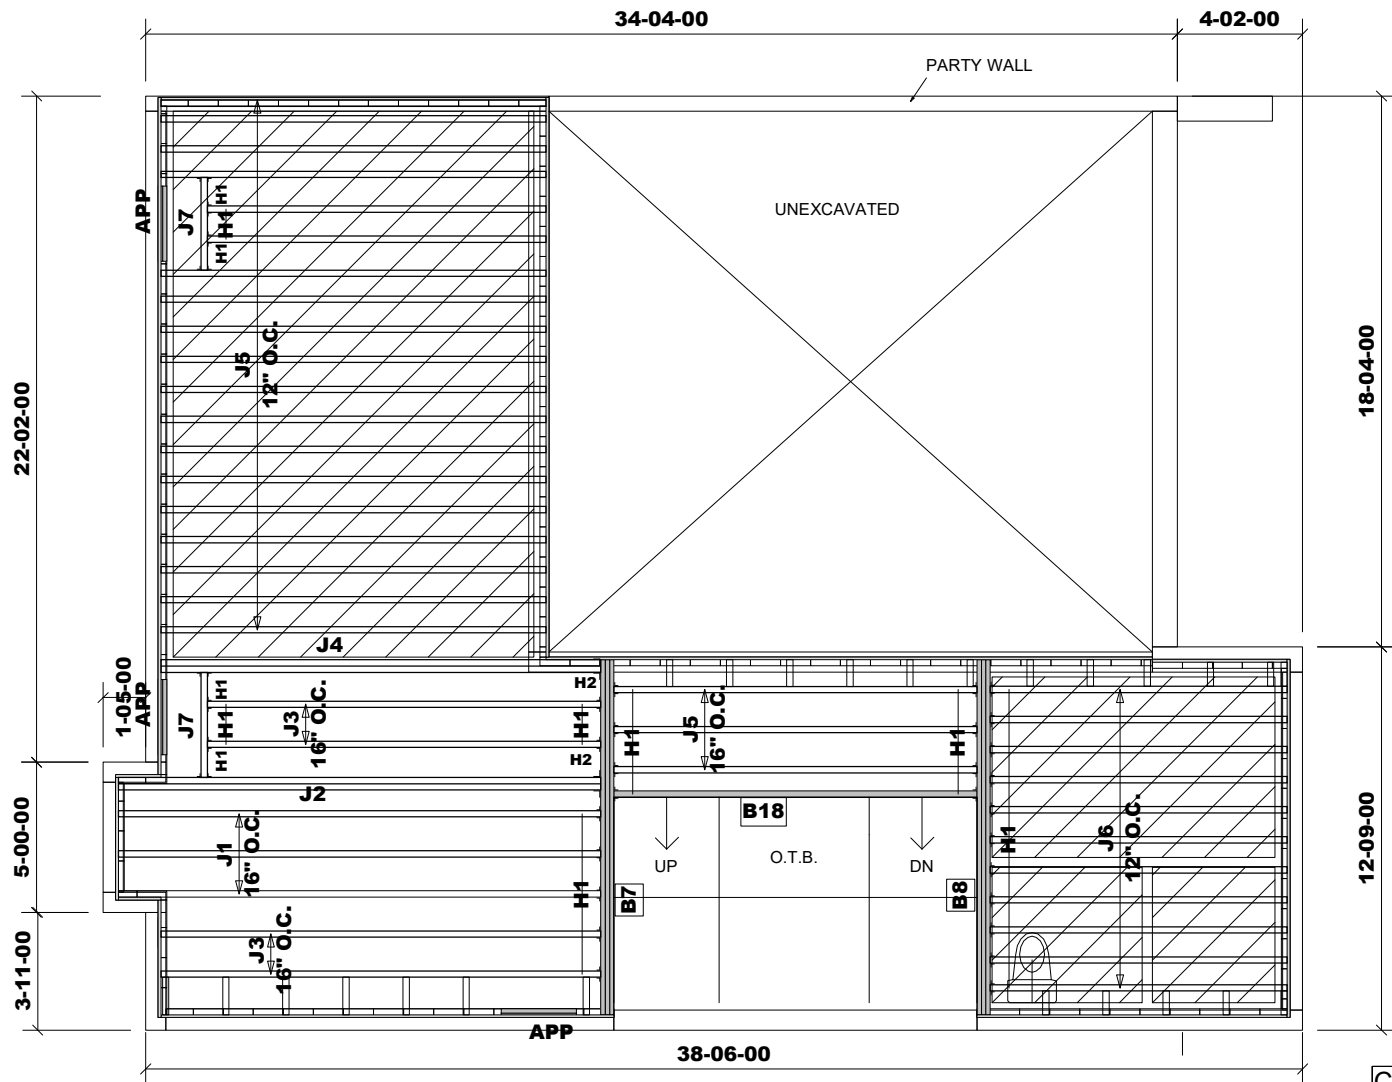 34-04-00
4-02-00
PARTY WALL
UNEXCAVATED
APP
J7
H1
H1
H1
J5
12" O.C.
22-02-00
18-04-00
J4
1-05-00
APP
J7
H1
H1
H1
J3
16" O.C.
H2
H1
H2
H1
J5
16" O.C.
H1
J2
B18
J1
16" O.C.
UP
O.T.B.
DN
H1
J6
12" O.C.
5-00-00
12-09-00
H1
B7
B8
J3
16" O.C.
3-11-00
APP
38-06-00